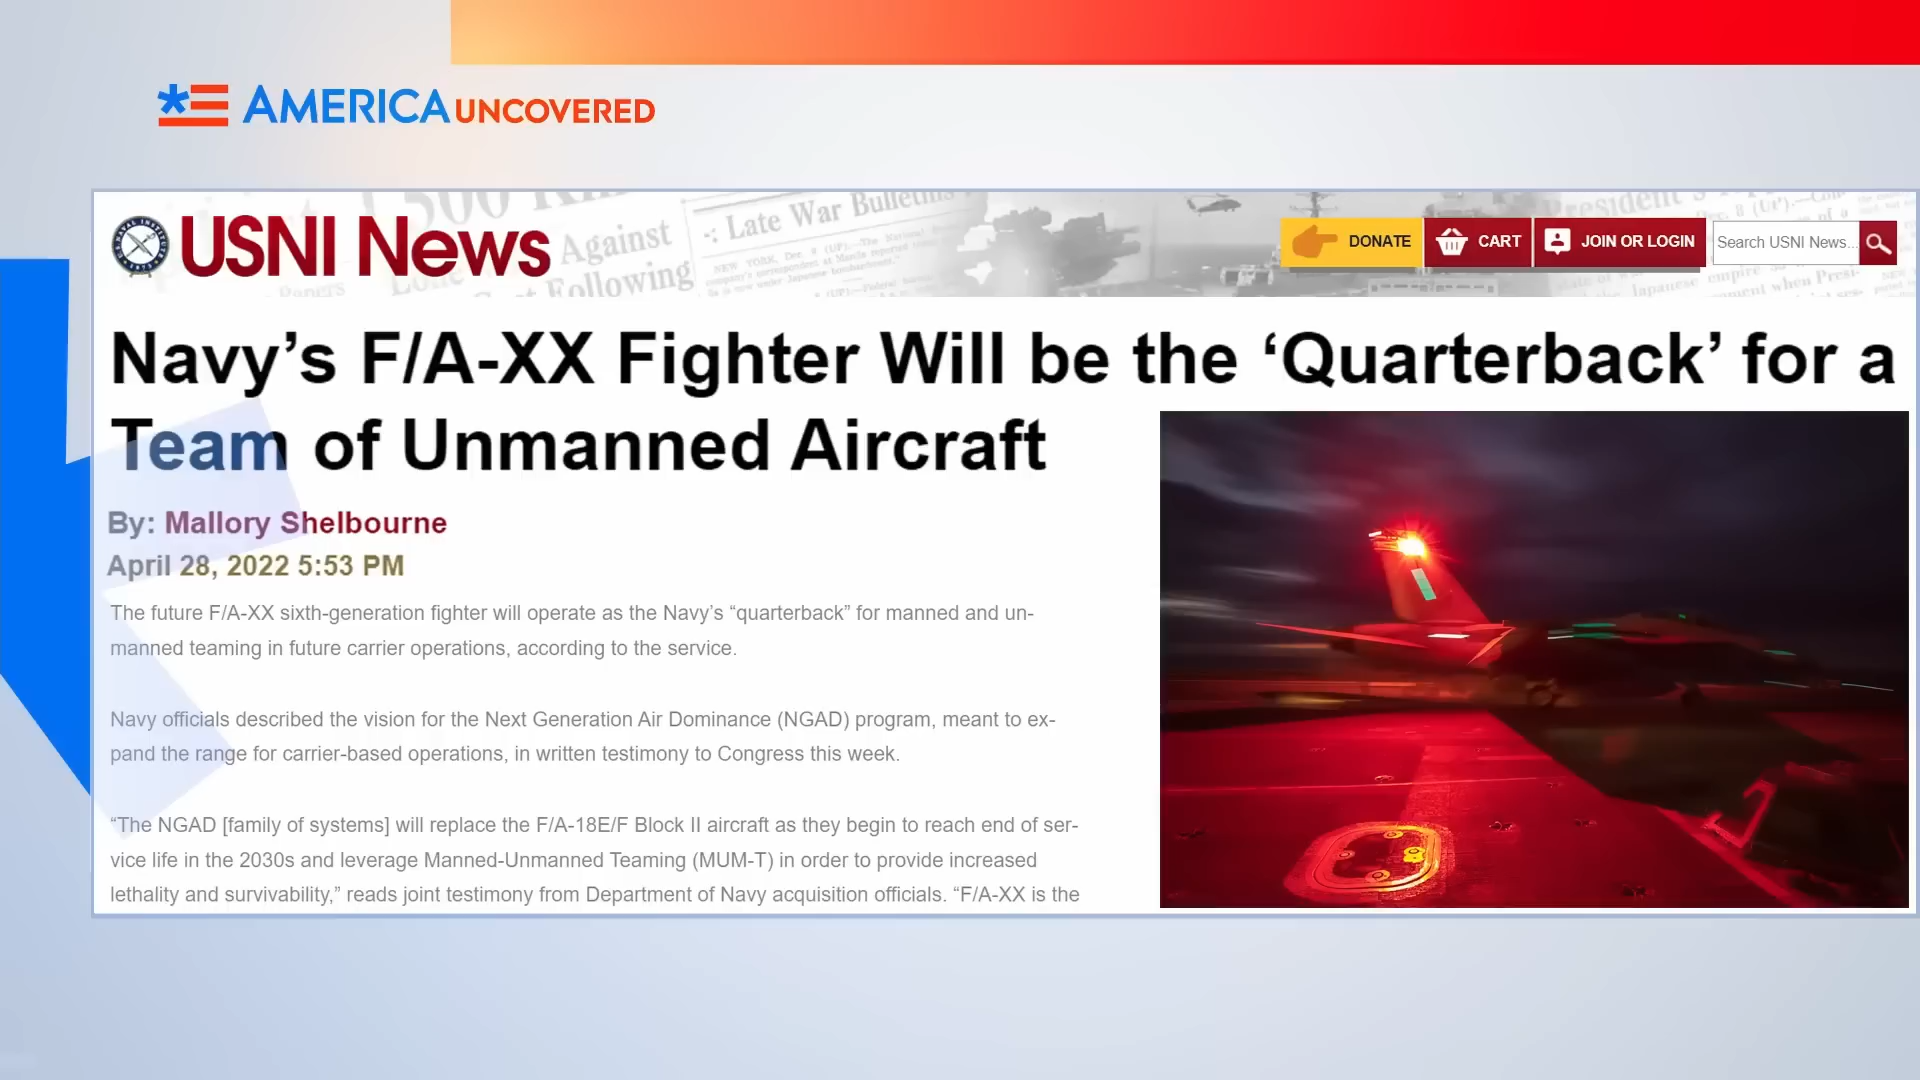 AMERICA UNCOVERED
USNI News
Against
Following
-: Late War Bulletins
DONATE
CART
JOIN OR LOGIN
Search USNI News...
Navy’s F/A-XX Fighter Will be the ‘Quarterback’ for a
Team of Unmanned Aircraft
By: Mallory Shelbourne
April 28, 2022 5:53 PM
The future F/A-XX sixth-generation fighter will operate as the Navy’s “quarterback” for manned and un-
manned teaming in future carrier operations, according to the service.
Navy officials described the vision for the Next Generation Air Dominance (NGAD) program, meant to ex-
pand the range for carrier-based operations, in written testimony to Congress this week.
“The NGAD [family of systems] will replace the F/A-18E/F Block II aircraft as they begin to reach end of ser-
vice life in the 2030s and leverage Manned-Unmanned Teaming (MUM-T) in order to provide increased
lethality and survivability,” reads joint testimony from Department of Navy acquisition officials. “F/A-XX is the